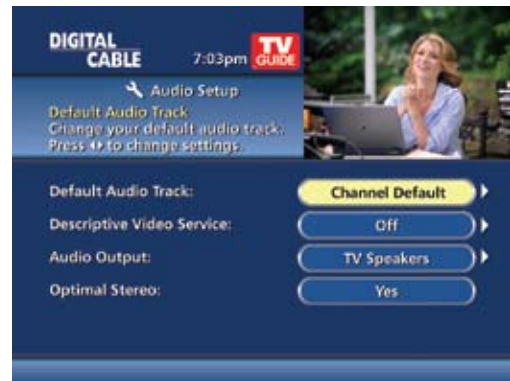 DIGITAL
CABLE
7:03pm
TV
GUIDE
Audio Setup
Default Audio Track
Change your default audio track.
Press ◄► to change settings.
Default Audio Track:
Channel Default
Descriptive Video Service:
Off
Audio Output:
TV Speakers
Optimal Stereo:
Yes